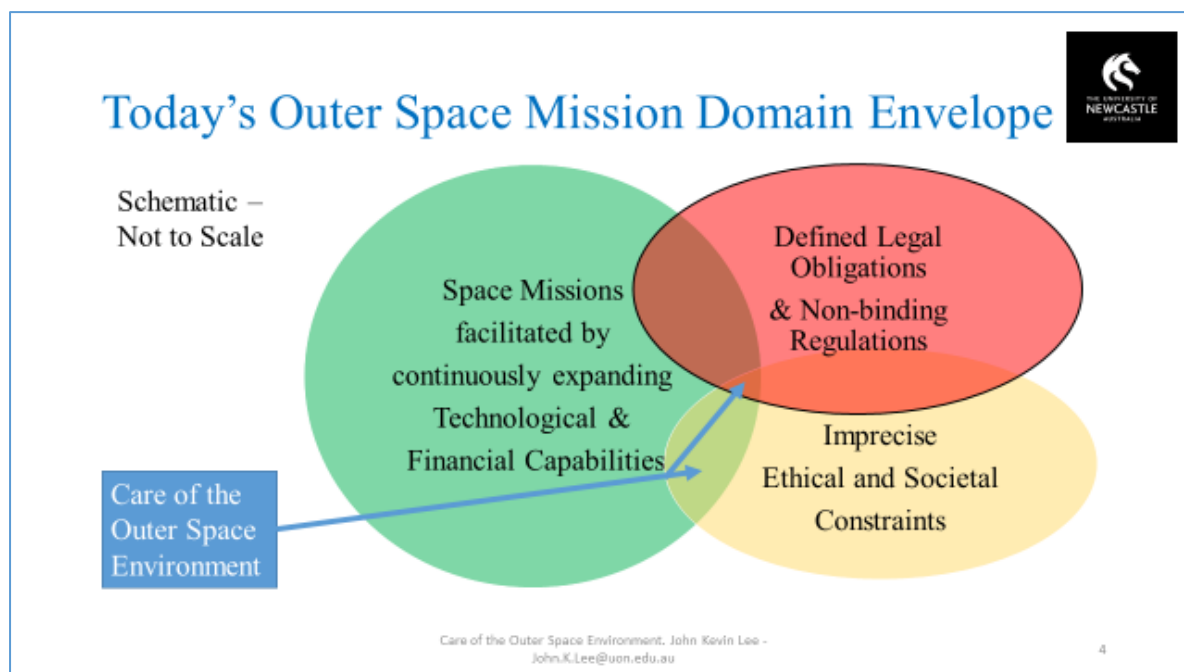 Today's Outer Space Mission Domain Envelope
THE UNIVERSITY OF
NEWCASTLE
AUSTRALIA
Schematic –
Not to Scale
Space Missions
facilitated by
continuously expanding
Technological &
Financial Capabilities
Defined Legal
Obligations
& Non-binding
Regulations
Imprecise
Ethical and Societal
Constraints
Care of the
Outer Space
Environment
Care of the Outer Space Environment. John Kevin Lee -
John.K.Lee@uon.edu.au
4